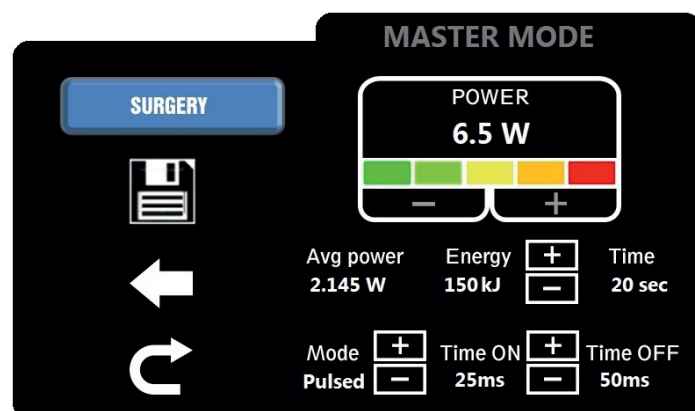 MASTER MODE
SURGERY
POWER
6.5 W
− +
Avg power Energy + Time
2.145 W 150 kJ − 20 sec
Mode + Time ON + Time OFF
Pulsed − 25ms − 50ms